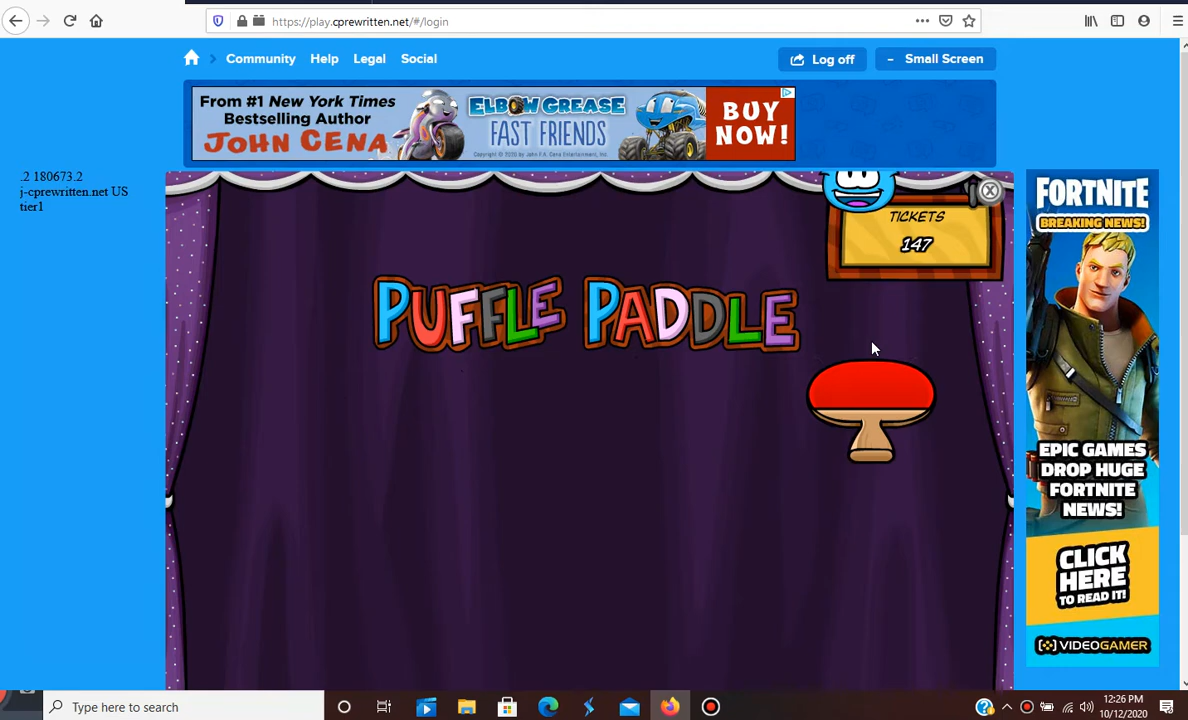 https://play.cprewritten.net/#/login
Community Help Legal Social
Log off
- Small Screen
From #1 New York Times
Bestselling Author
JOHN CENA
ELBOW GREASE
FAST FRIENDS
BUY
NOW!
.2 180673.2
j-cprewritten.net US
tier1
TICKETS
147
PUFFLE PADDLE
FORTNITE
BREAKING NEWS!
EPIC GAMES
DROP HUGE
FORTNITE
NEWS!
CLICK
HERE
TO READ IT!
VIDEOGAMER
Type here to search
12:26 PM
10/12/2020